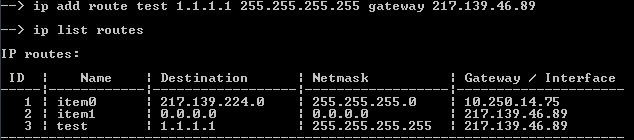 --> ip add route test 1.1.1.1 255.255.255.255 gateway 217.139.46.89
--> ip list routes
IP routes:
ID | Name | Destination | Netmask | Gateway / Interface
1 | item0 | 217.139.224.0 | 255.255.255.0 | 10.250.14.75
2 | item1 | 0.0.0.0 | 0.0.0.0 | 217.139.46.89
3 | test | 1.1.1.1 | 255.255.255.255 | 217.139.46.89